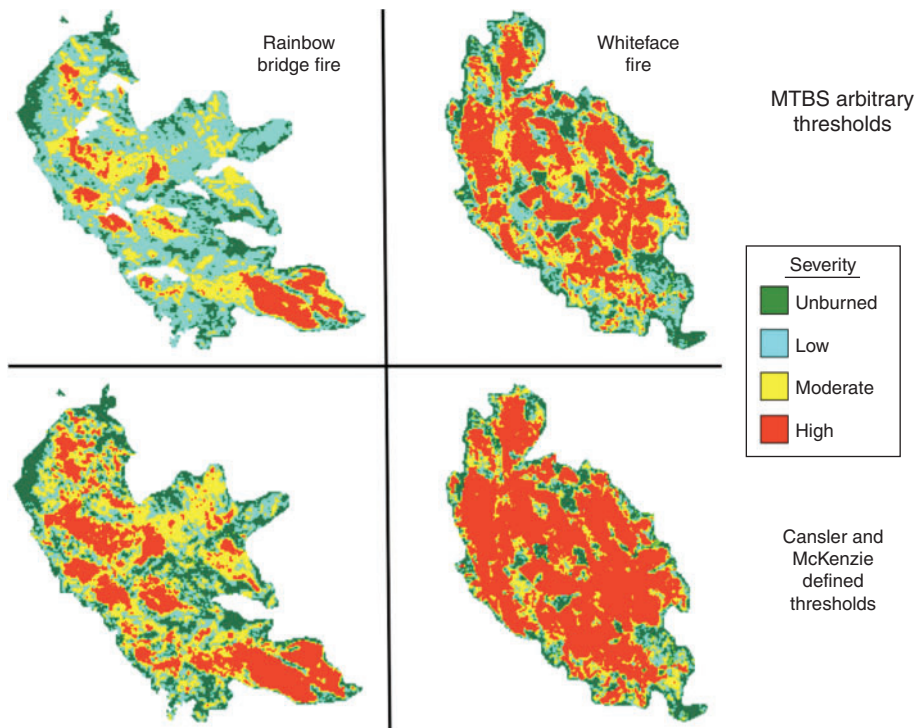 Rainbow
bridge fire
Whiteface
fire
MTBS arbitrary
thresholds
Severity
Unburned
Low
Moderate
High
Cansler and
McKenzie
defined
thresholds